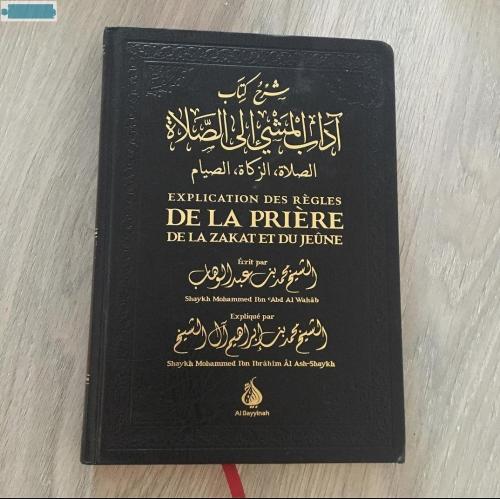 شرح كتاب
آداب المشي إلى الصلاة
الصلاة، الزكاة، الصيام
EXPLICATION DES RÈGLES
DE LA PRIÈRE
DE LA ZAKAT ET DU JEÛNE
Écrit par
الشيخ محمد بن عبد الوهاب
Shaykh Mohammed Ibn ʿAbd Al Wahâb
Expliqué par
الشيخ محمد بن إبراهيم آل الشيخ
Shaykh Mohammed Ibn Ibrâhîm Âl Ash-Shaykh
Al Bayyinah